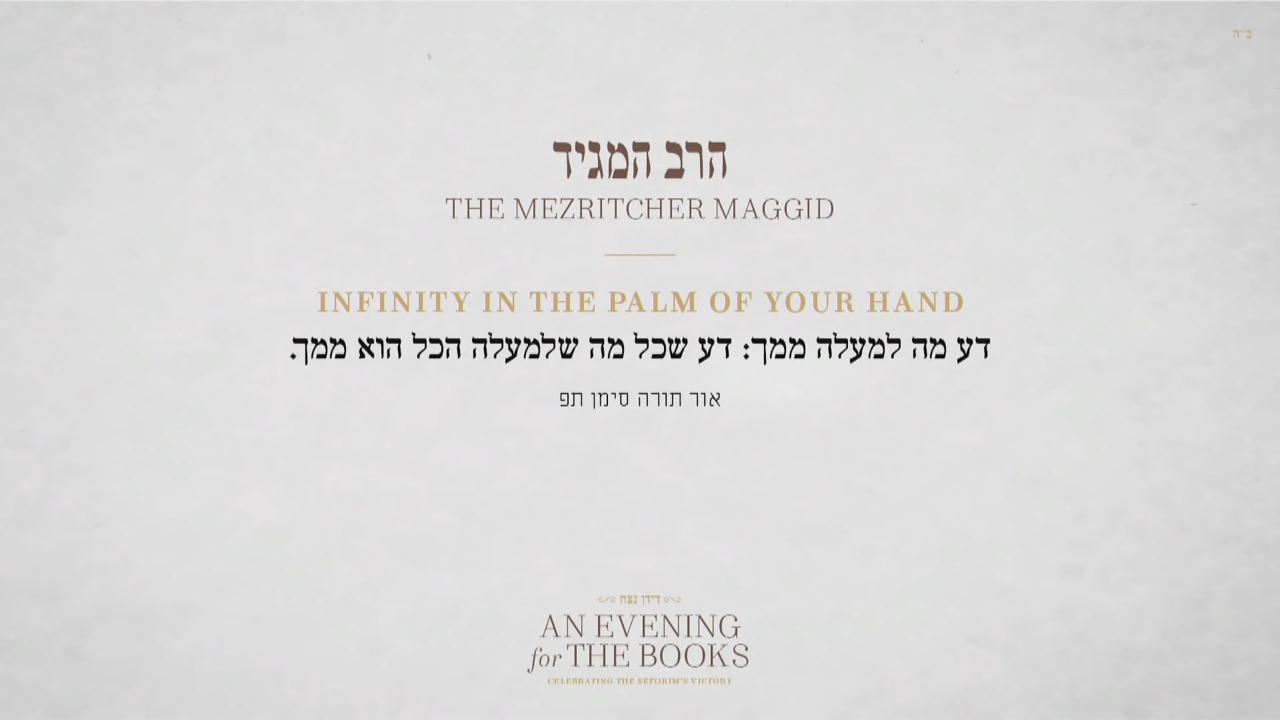 ב״ה
הרב המגיד
THE MEZRITCHER MAGGID
INFINITY IN THE PALM OF YOUR HAND
דע מה למעלה ממך: דע שכל מה שלמעלה הכל הוא ממך.
אור תורה סימן תפ
דידן נצח
AN EVENING
for THE BOOKS
CELEBRATING THE SEFORIM'S VICTORY